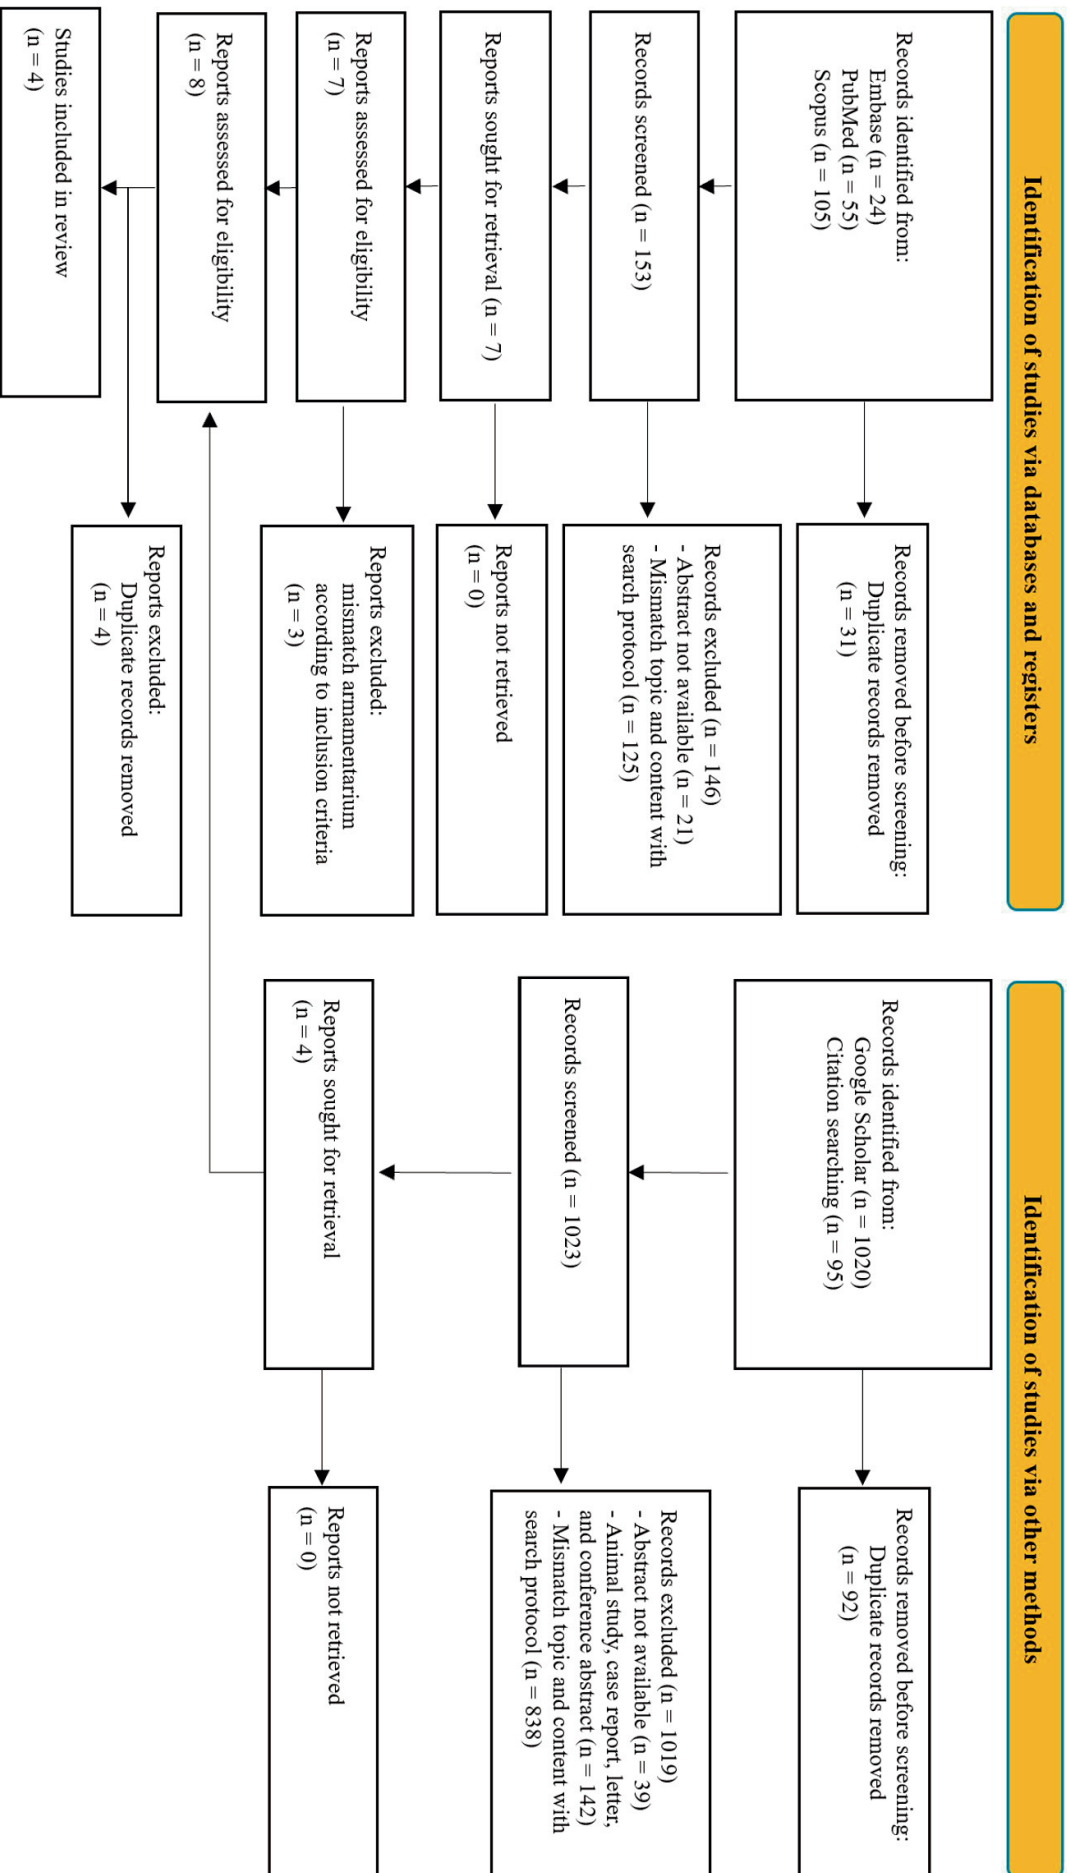 Identification of studies via databases and registers
Records identified from:
Embase (n = 24)
PubMed (n = 55)
Scopus (n = 105)
Records removed before screening:
Duplicate records removed
(n = 31)
Records screened (n = 153)
Records excluded (n = 146)
- Abstract not available (n = 21)
- Mismatch topic and content with
search protocol (n = 125)
Reports sought for retrieval (n = 7)
Reports not retrieved
(n = 0)
Reports assessed for eligibility
(n = 7)
Reports excluded:
mismatch armamentarium
according to inclusion criteria
(n = 3)
Reports assessed for eligibility
(n = 8)
Reports excluded:
Duplicate records removed
(n = 4)
Studies included in review
(n = 4)
Identification of studies via other methods
Records identified from:
Google Scholar (n = 1020)
Citation searching (n = 95)
Records removed before screening:
Duplicate records removed
(n = 92)
Records screened (n = 1023)
Records excluded (n = 1019)
- Abstract not available (n = 39)
- Animal study, case report, letter,
and conference abstract (n = 142)
- Mismatch topic and content with
search protocol (n = 838)
Reports sought for retrieval
(n = 4)
Reports not retrieved
(n = 0)